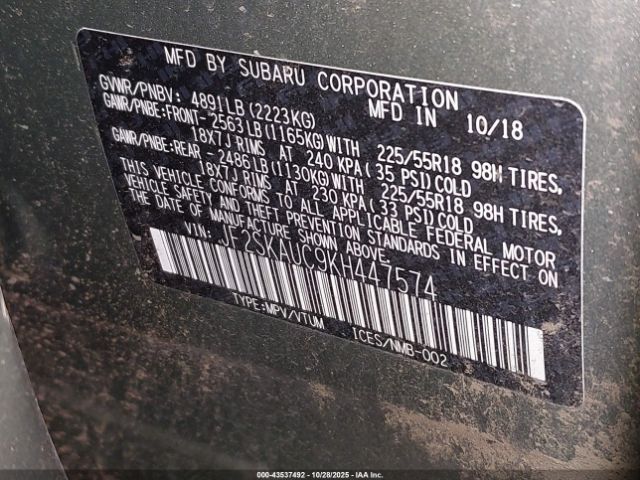 MFD BY SUBARU CORPORATION
GVWR/PNBV: 4891LB(2223KG) MFD IN 10/18
GAWR/PNBE:FRONT-2563LB(1165KG)WITH 225/55R18 98H TIRES,
18X7J RIMS AT 240 KPA(35 PSI)COLD
GAWR/PNBE:REAR -2486LB(1130KG)WITH 225/55R18 98H TIRES,
18X7J RIMS AT 230 KPA(33 PSI)COLD
THIS VEHICLE CONFORMS TO ALL APPLICABLE FEDERAL MOTOR
VEHICLE SAFETY AND THEFT PREVENTION STANDARDS IN EFFECT ON
THE DATE OF MANUFACTURE SHOWN ABOVE.
VIN: JF2SKAUC9KH447574
TYPE:MPV/VTUM ICES/NMB-002
000-43537492 - 10/28/2025 - IAAI.COM